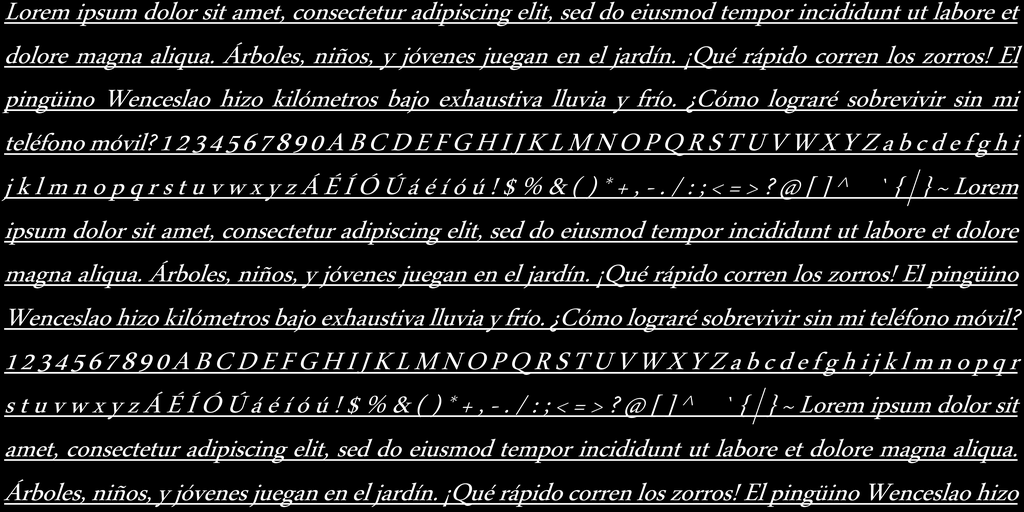 Lorem ipsum dolor sit amet, consectetur adipiscing elit, sed do eiusmod tempor incididunt ut labore et
dolore magna aliqua. Árboles, niños, y jóvenes juegan en el jardín. ¡Qué rápido corren los zorros! El
pingüino Wenceslao hizo kilómetros bajo exhaustiva lluvia y frío. ¿Cómo lograré sobrevivir sin mi
teléfono móvil? 1 2 3 4 5 6 7 8 9 0 A B C D E F G H I J K L M N O P Q R S T U V W X Y Z a b c d e f g h i
j k l m n o p q r s t u v w x y z Á É Í Ó Ú á é í ó ú ! $ % & ( ) * + , - . / : ; < = > ? @ [ ] ^ _ ` { | } ~ Lorem
ipsum dolor sit amet, consectetur adipiscing elit, sed do eiusmod tempor incididunt ut labore et dolore
magna aliqua. Árboles, niños, y jóvenes juegan en el jardín. ¡Qué rápido corren los zorros! El pingüino
Wenceslao hizo kilómetros bajo exhaustiva lluvia y frío. ¿Cómo lograré sobrevivir sin mi teléfono móvil?
1 2 3 4 5 6 7 8 9 0 A B C D E F G H I J K L M N O P Q R S T U V W X Y Z a b c d e f g h i j k l m n o p q r
s t u v w x y z Á É Í Ó Ú á é í ó ú ! $ % & ( ) * + , - . / : ; < = > ? @ [ ] ^ _ ` { | } ~ Lorem ipsum dolor sit
amet, consectetur adipiscing elit, sed do eiusmod tempor incididunt ut labore et dolore magna aliqua.
Árboles, niños, y jóvenes juegan en el jardín. ¡Qué rápido corren los zorros! El pingüino Wenceslao hizo